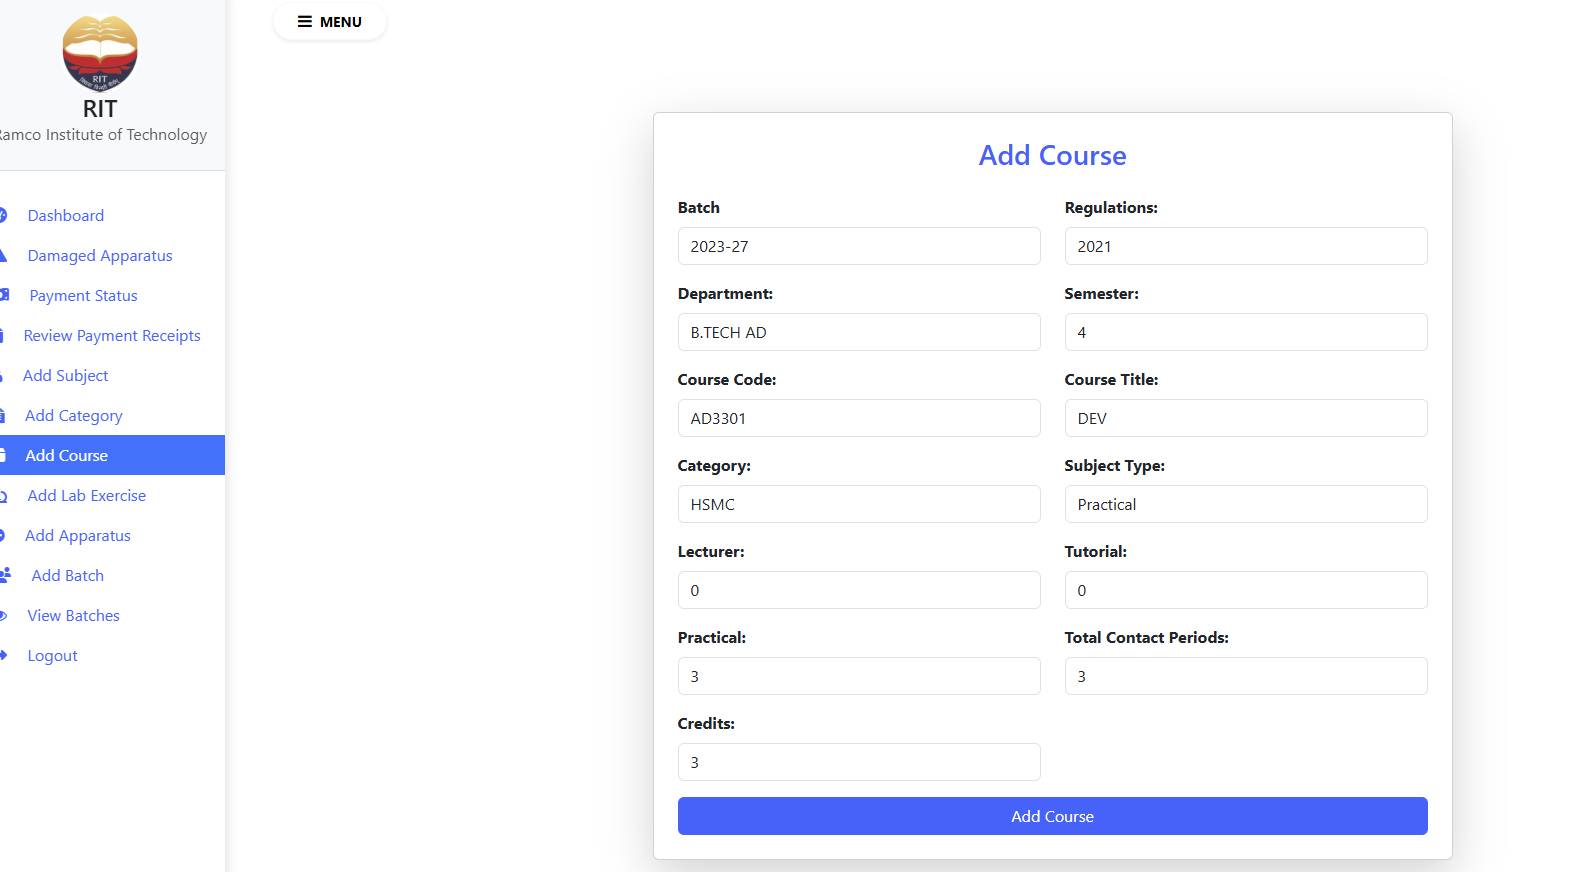 RIT
RIT
Ramco Institute of Technology
Dashboard
Damaged Apparatus
Payment Status
Review Payment Receipts
Add Subject
Add Category
Add Course
Add Lab Exercise
Add Apparatus
Add Batch
View Batches
Logout
MENU
Add Course
Batch
2023-27
Regulations:
2021
Department:
B.TECH AD
Semester:
4
Course Code:
AD3301
Course Title:
DEV
Category:
HSMC
Subject Type:
Practical
Lecturer:
0
Tutorial:
0
Practical:
3
Total Contact Periods:
3
Credits:
3
Add Course